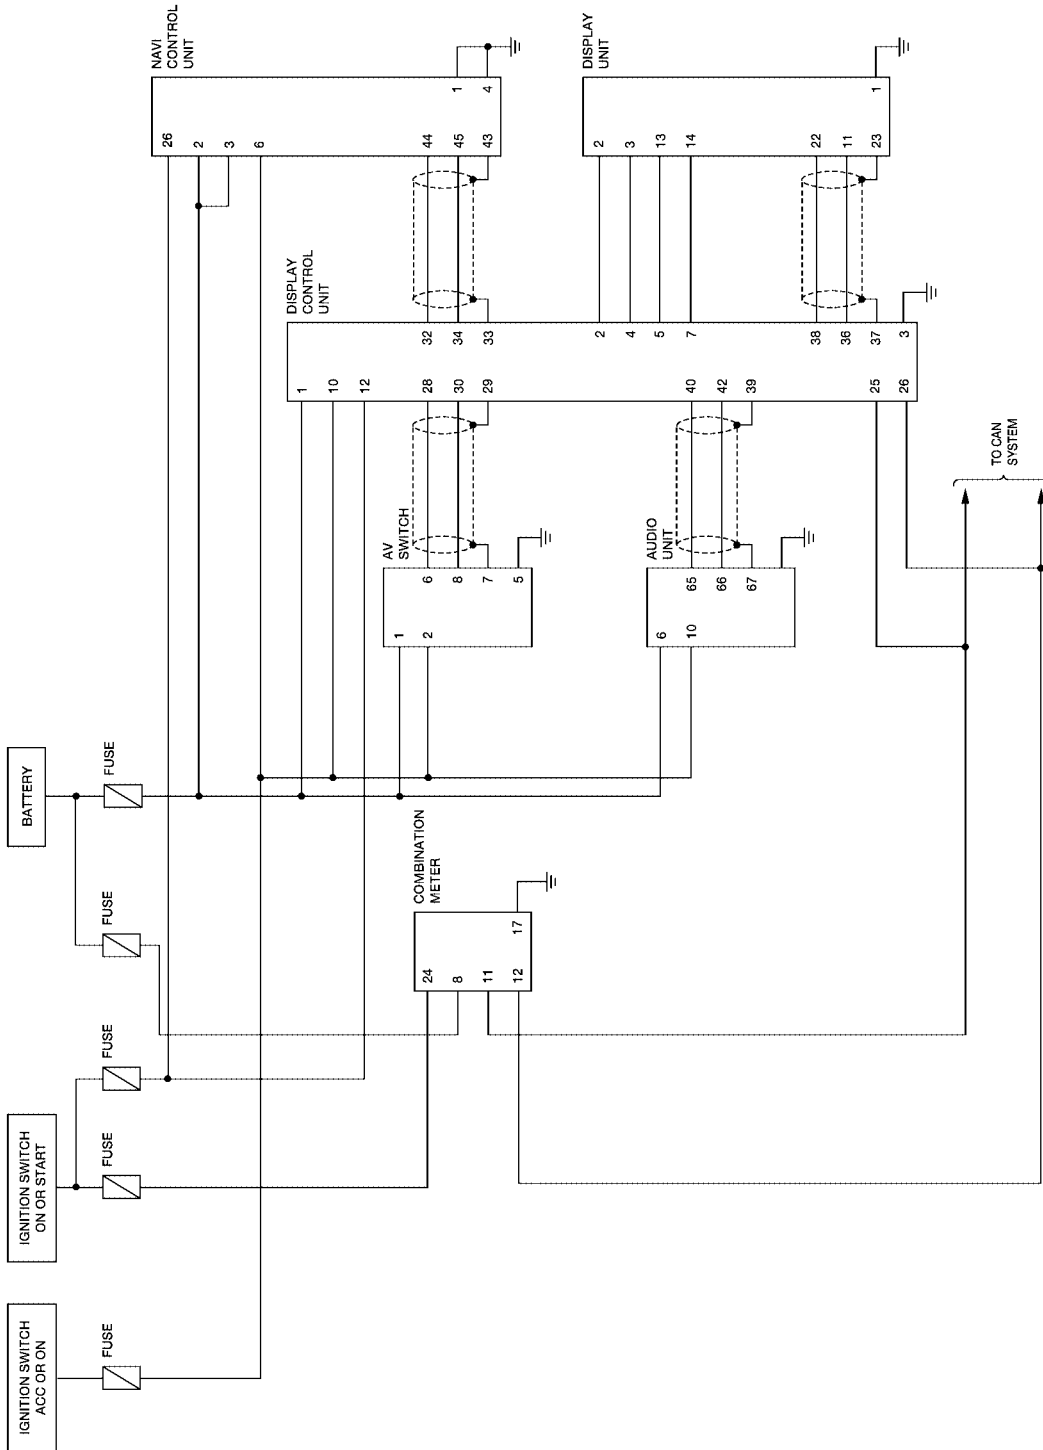 IGNITION SWITCH
ACC OR ON
IGNITION SWITCH
ON OR START
BATTERY
FUSE
FUSE
FUSE
FUSE
FUSE
NAVI
CONTROL
UNIT
26
2
3
6
44
45
43
1
4
DISPLAY
CONTROL
UNIT
1
10
12
28
30
29
40
42
39
25
26
32
34
33
2
4
5
7
38
36
37
3
AV
SWITCH
1
2
6
8
7
5
COMBINATION
METER
24
8
11
12
17
DISPLAY
UNIT
2
3
13
14
22
11
23
1
AUDIO
UNIT
6
10
65
66
67
TO CAN
SYSTEM